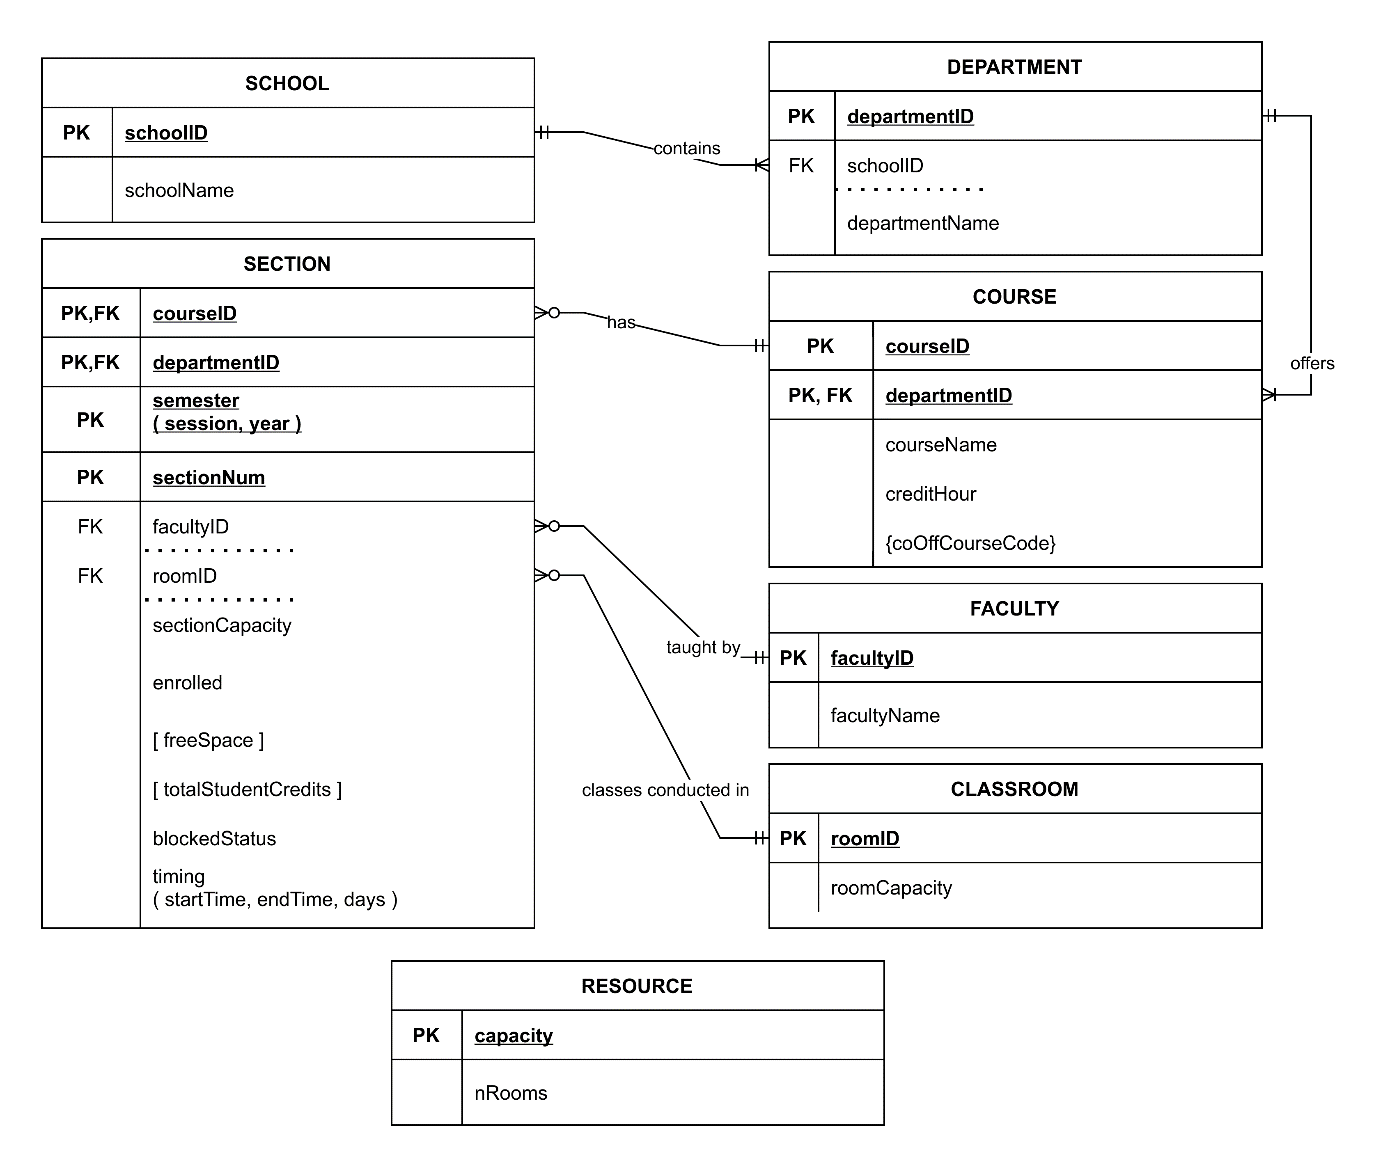 SCHOOL
PK schoolID
schoolName
contains
DEPARTMENT
PK departmentID
FK schoolID
departmentName
offers
SECTION
PK,FK courseID
PK,FK departmentID
PK semester
( session, year )
PK sectionNum
FK facultyID
FK roomID
sectionCapacity
enrolled
[ freeSpace ]
[ totalStudentCredits ]
blockedStatus
timing
( startTime, endTime, days )
has
COURSE
PK courseID
PK, FK departmentID
courseName
creditHour
{coOffCourseCode}
taught by
FACULTY
PK facultyID
facultyName
classes conducted in
CLASSROOM
PK roomID
roomCapacity
RESOURCE
PK capacity
nRooms